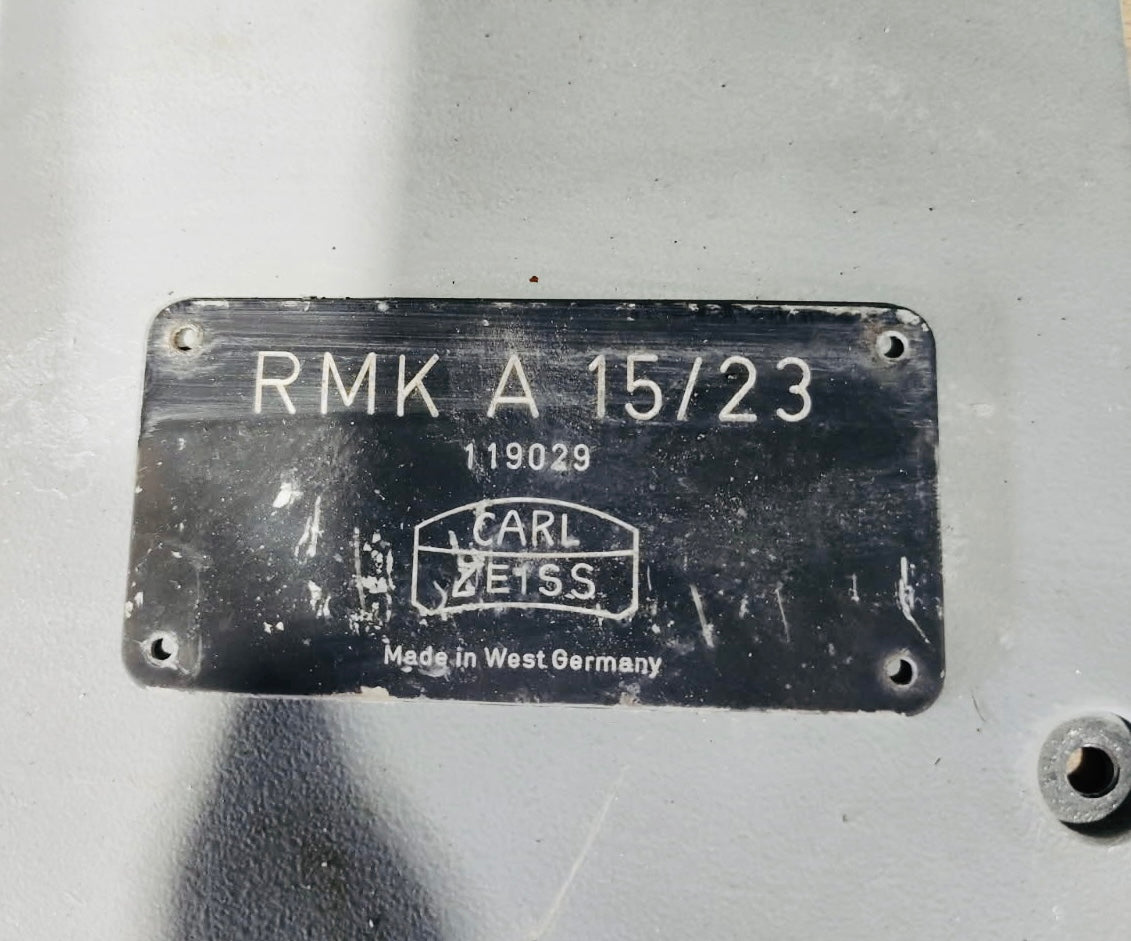 RMK A 15/23
119029
CARL
ZEISS
Made in West Germany